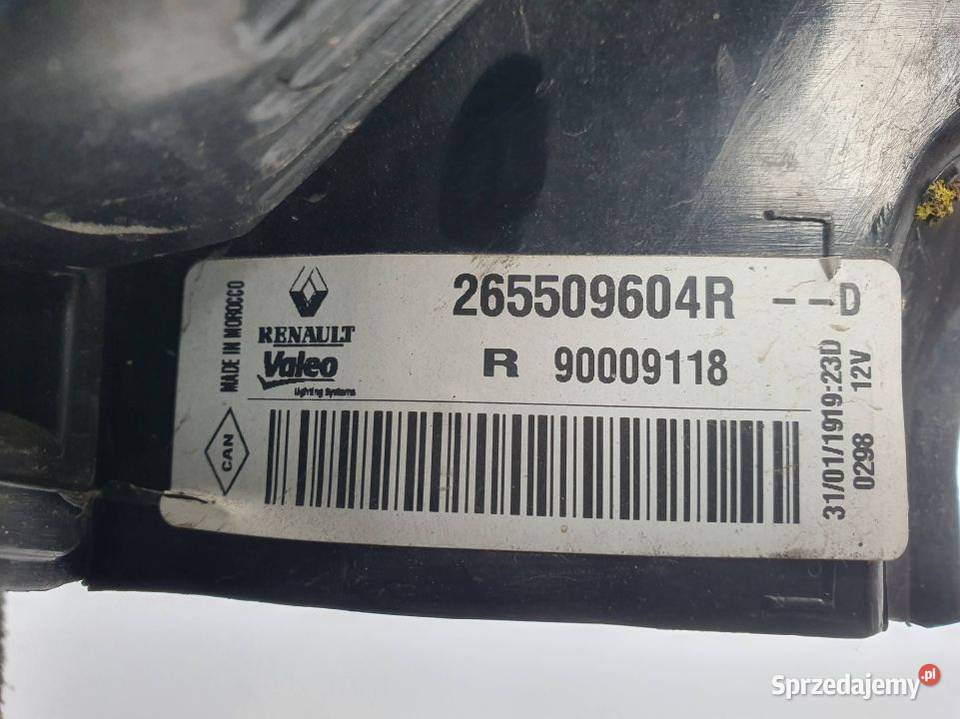 MADE IN MOROCCO
CAN
RENAULT
Valeo
Lighting Systems
265509604R --D
R 90009118
31/01/1919:23D
0298 12V
Sprzedajemy.pl